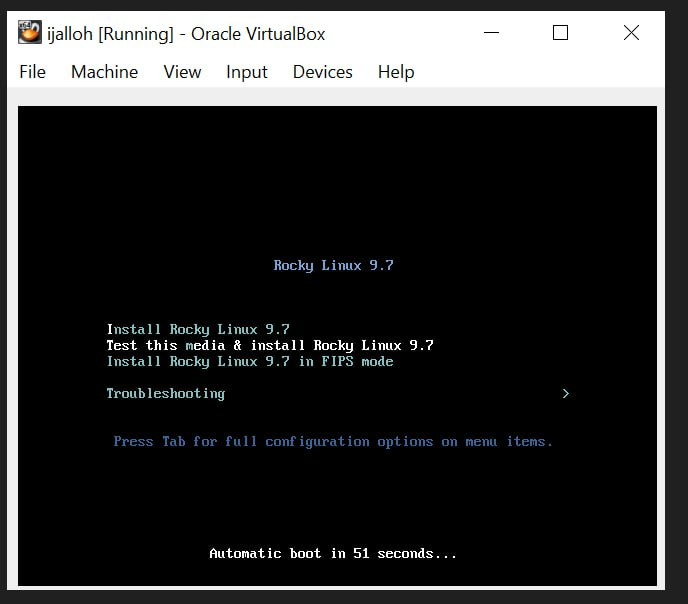 ijalloh [Running] - Oracle VirtualBox
File Machine View Input Devices Help
Rocky Linux 9.7
Install Rocky Linux 9.7
Test this media & install Rocky Linux 9.7
Install Rocky Linux 9.7 in FIPS mode
Troubleshooting >
Press Tab for full configuration options on menu items.
Automatic boot in 51 seconds...